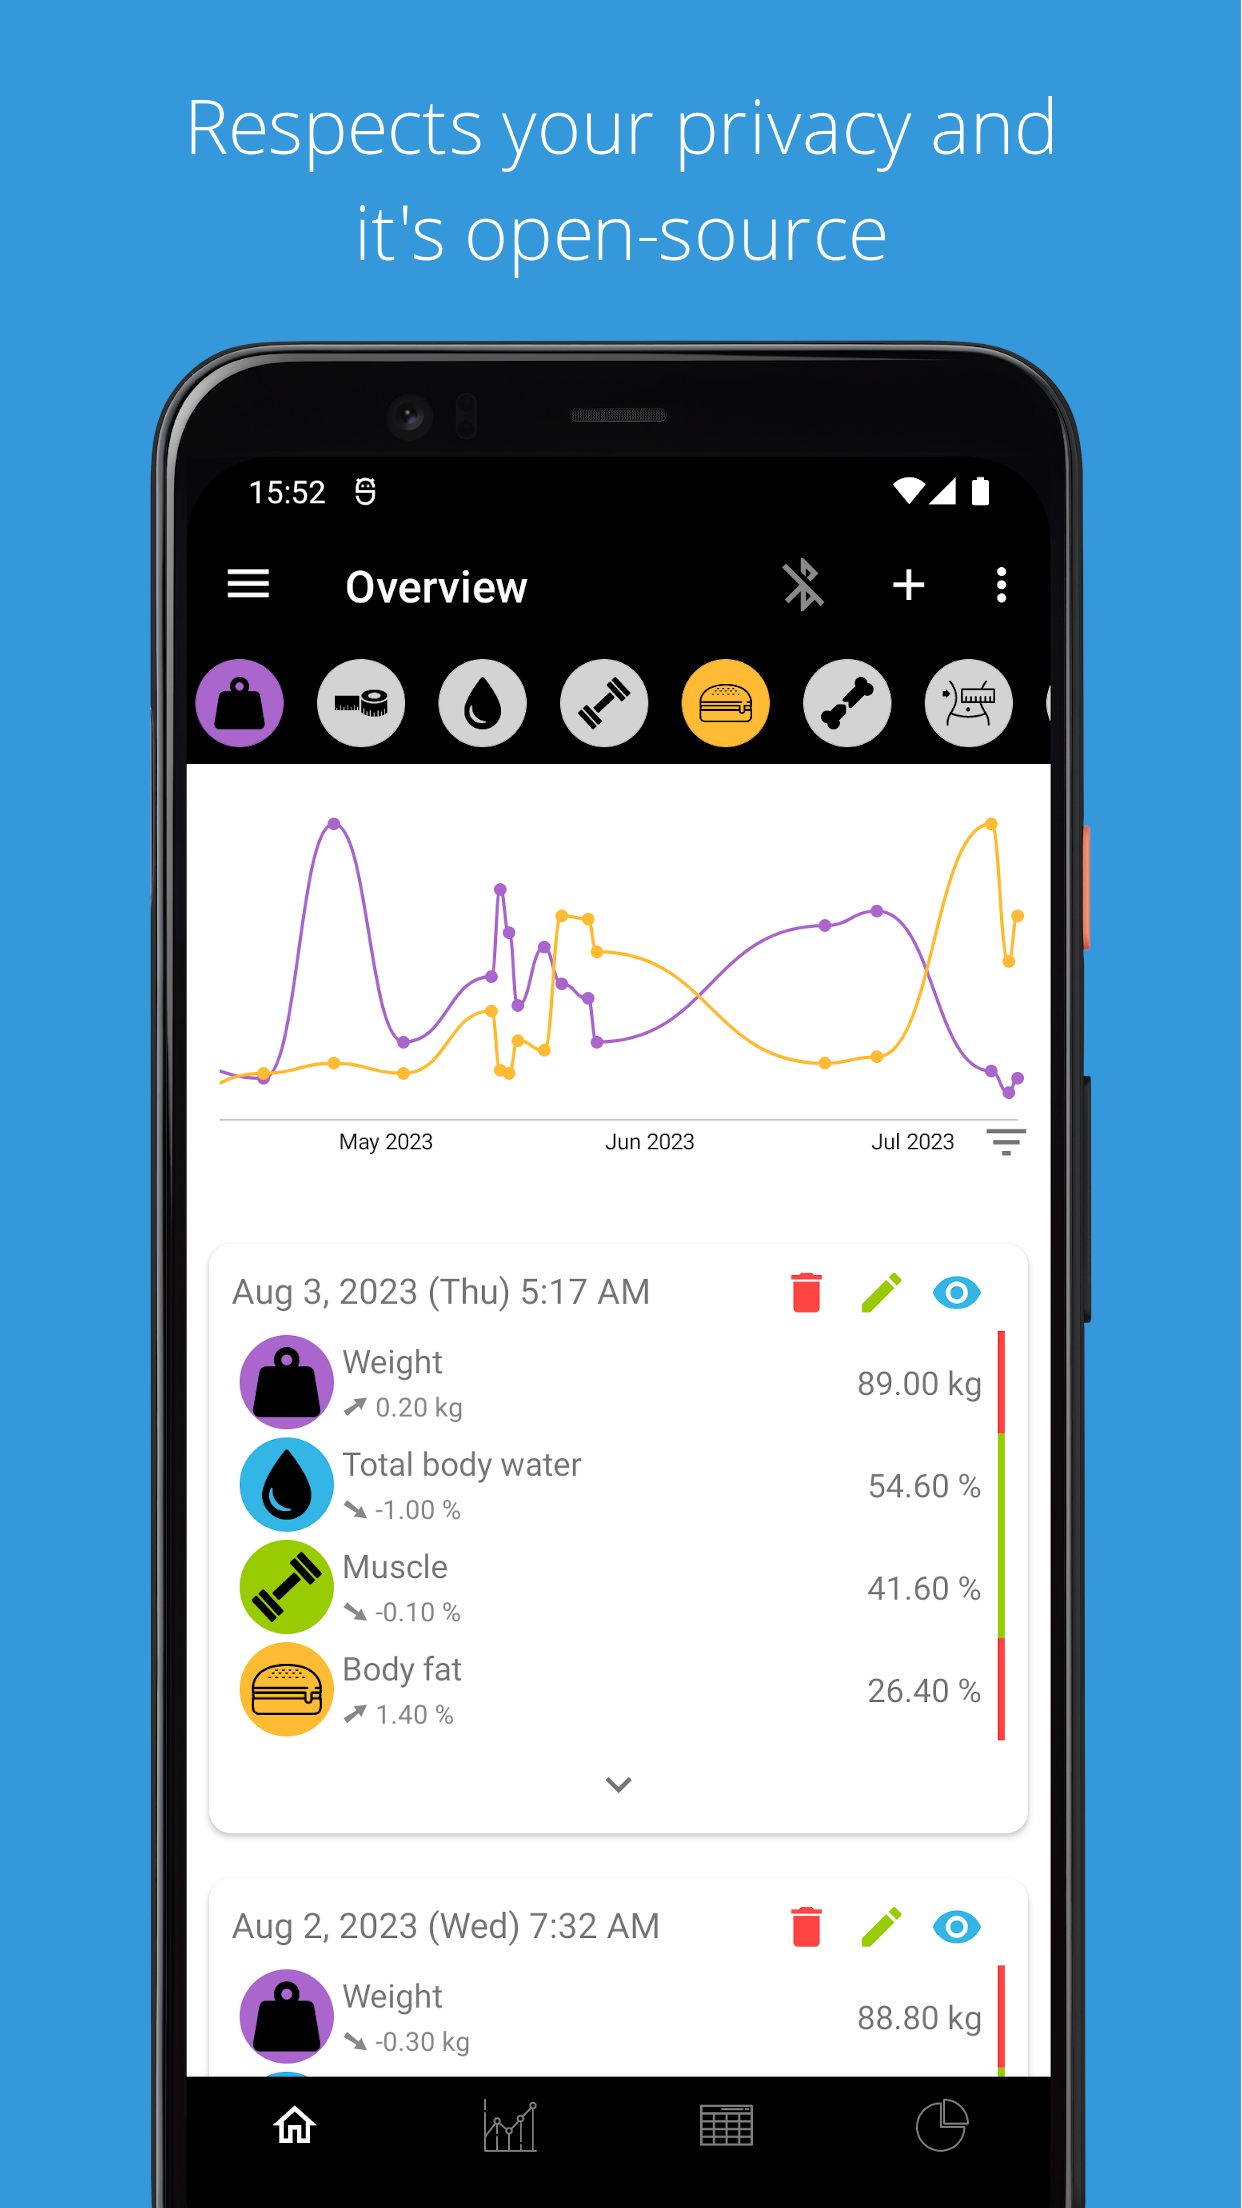 Respects your privacy and
it's open-source
15:52
Overview
May 2023 Jun 2023 Jul 2023
Aug 3, 2023 (Thu) 5:17 AM
Weight
89.00 kg
0.20 kg
Total body water
54.60 %
-1.00 %
Muscle
41.60 %
-0.10 %
Body fat
26.40 %
1.40 %
Aug 2, 2023 (Wed) 7:32 AM
Weight
88.80 kg
-0.30 kg